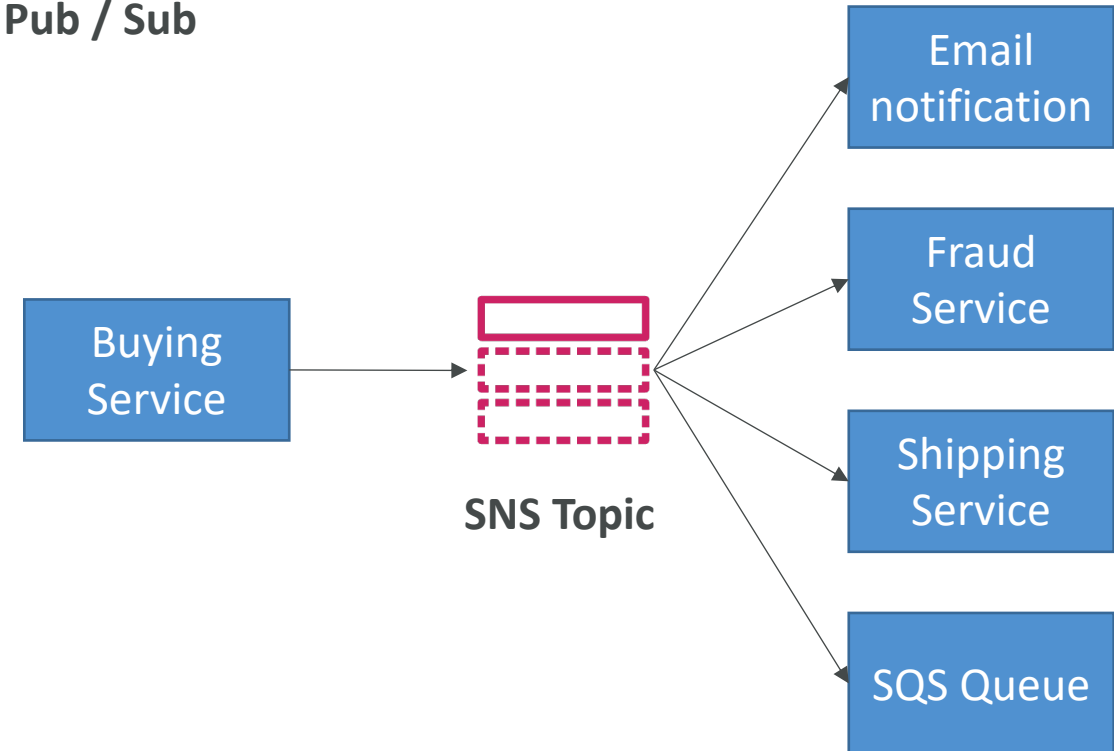 Pub / Sub
Email
notification
Fraud
Service
Buying
Service
Shipping
Service
SNS Topic
SQS Queue